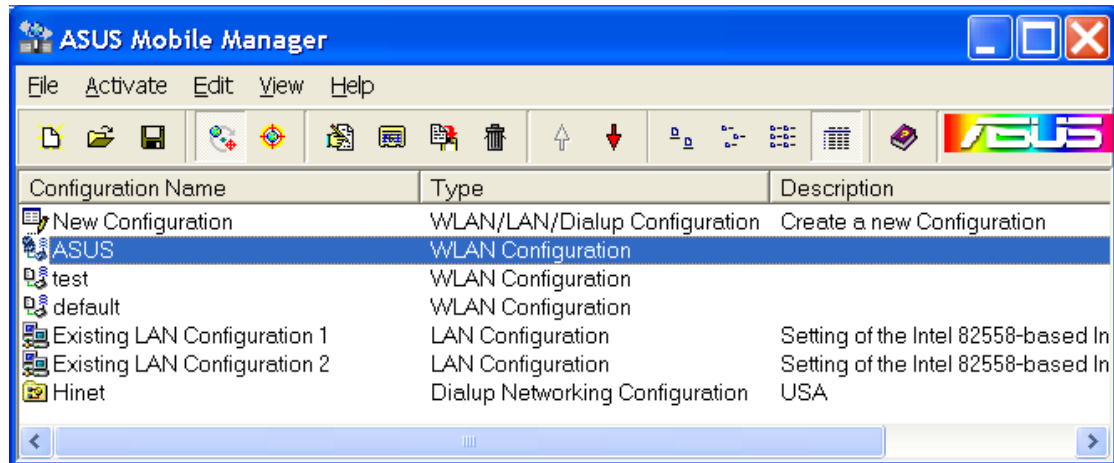 ASUS Mobile Manager
File Activate Edit View Help
ASUS
Configuration Name Type Description
New Configuration WLAN/LAN/Dialup Configuration Create a new Configuration
ASUS WLAN Configuration
test WLAN Configuration
default WLAN Configuration
Existing LAN Configuration 1 LAN Configuration Setting of the Intel 82558-based In
Existing LAN Configuration 2 LAN Configuration Setting of the Intel 82558-based In
Hinet Dialup Networking Configuration USA